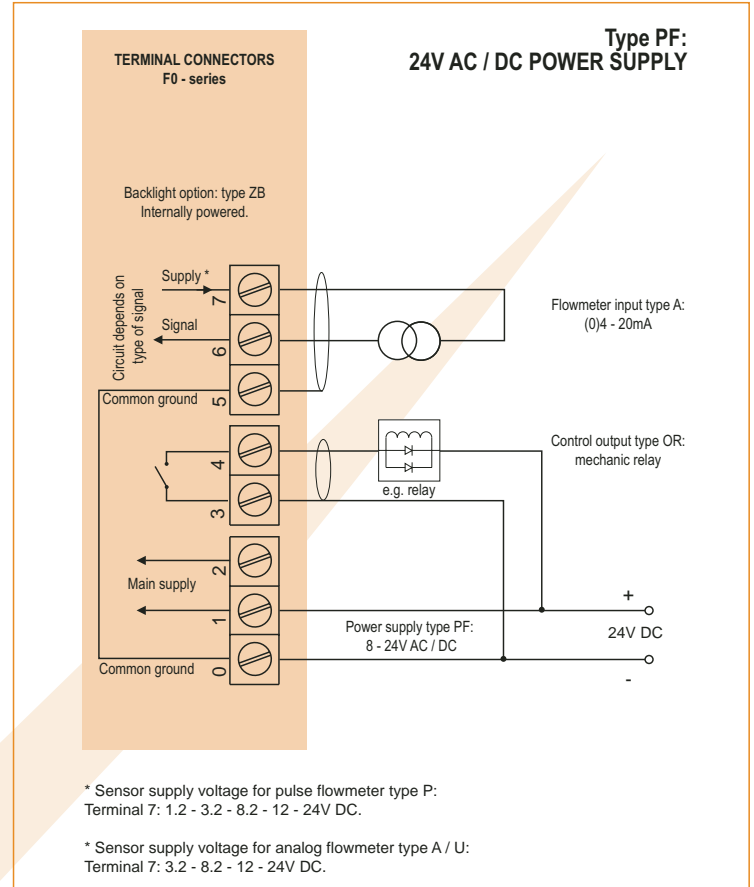 Type PF:
24V AC / DC POWER SUPPLY
TERMINAL CONNECTORS
F0 - series
Backlight option: type ZB
Internally powered.
Circuit depends on
type of signal
Supply *
7
Signal
6
Common ground
5
Flowmeter input type A:
(0)4 - 20mA
4
3
e.g. relay
Control output type OR:
mechanic relay
2
Main supply
1
Common ground
0
Power supply type PF:
8 - 24V AC / DC
+
24V DC
-
* Sensor supply voltage for pulse flowmeter type P:
Terminal 7: 1.2 - 3.2 - 8.2 - 12 - 24V DC.
* Sensor supply voltage for analog flowmeter type A / U:
Terminal 7: 3.2 - 8.2 - 12 - 24V DC.